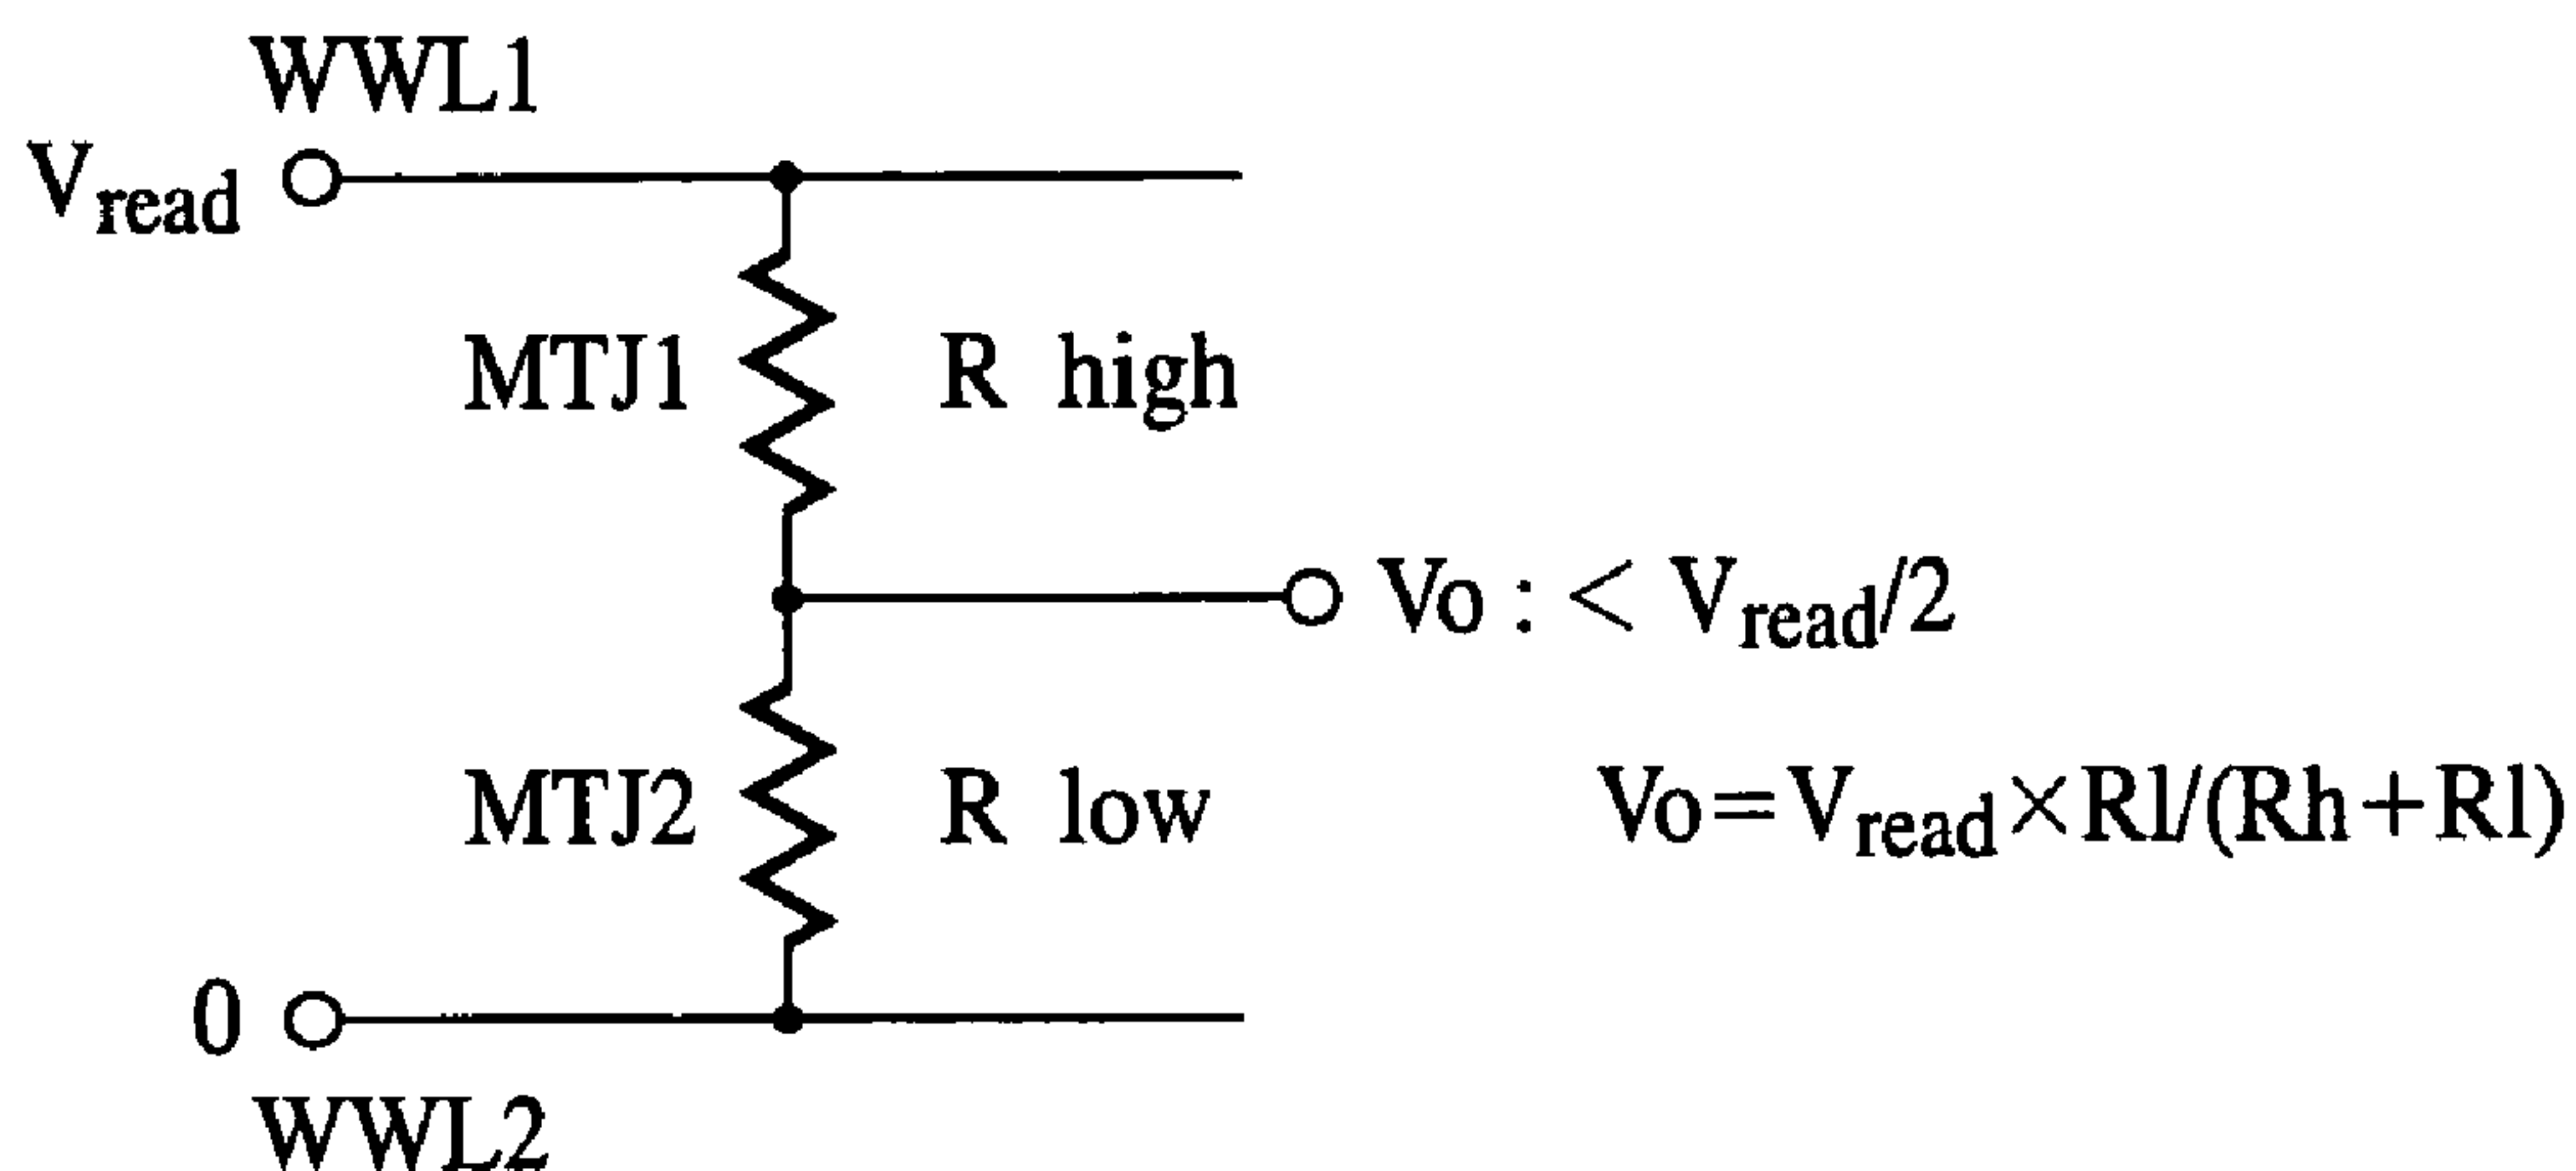 WWL1
Vread
MTJ1 R high
Vo : < Vread/2
MTJ2 R low
Vo=Vread×Rl/(Rh+Rl)
0
WWL2